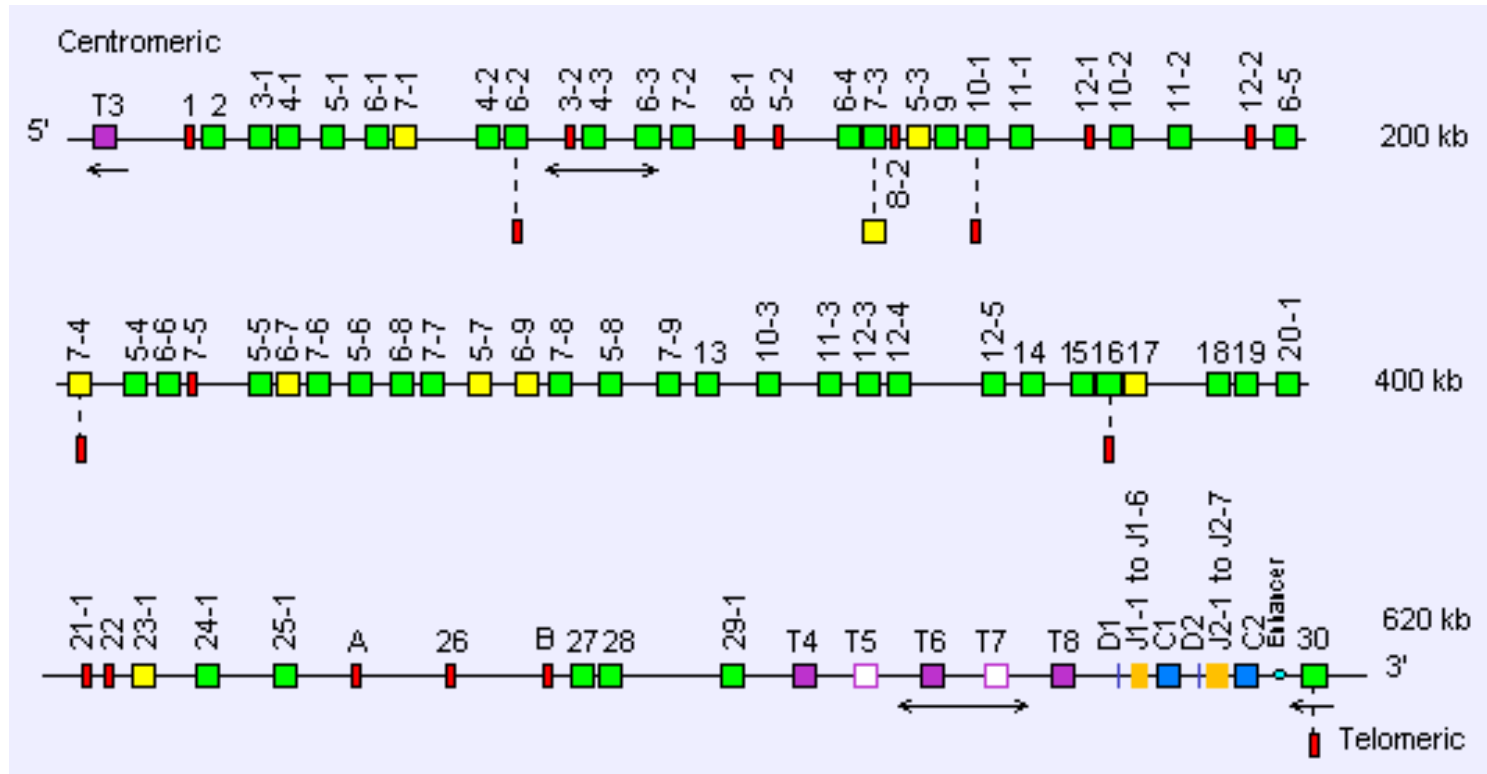 Centromeric
T3 1 2 3-1 4-1 5-1 6-1 7-1 4-2 6-2 3-2 4-3 6-3 7-2 8-1 5-2 6-4 7-3 5-3 9 10-1 11-1 12-1 10-2 11-2 12-2 6-5
5' 200 kb
8-2
7-4 5-4 6-6 7-5 5-5 6-7 7-6 5-6 6-8 7-7 5-7 6-9 7-8 5-8 7-9 13 10-3 11-3 12-3 12-4 12-5 14 15 16 17 18 19 20-1
400 kb
21-1 22 23-1 24-1 25-1 A 26 B 27 28 29-1 T4 T5 T6 T7 T8 D1 J1-1 to J1-6 C1 D2 J2-1 to J2-7 C2 Enhancer 30
620 kb
3'
Telomeric